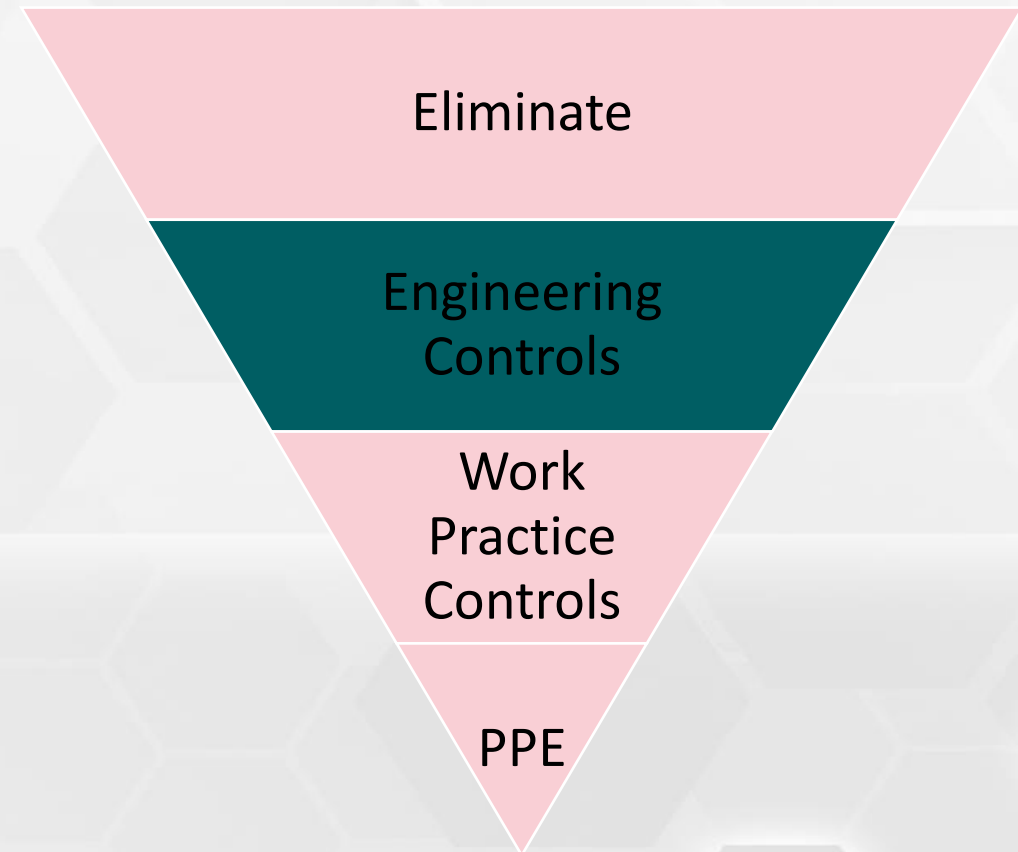 Eliminate
Engineering
Controls
Work
Practice
Controls
PPE